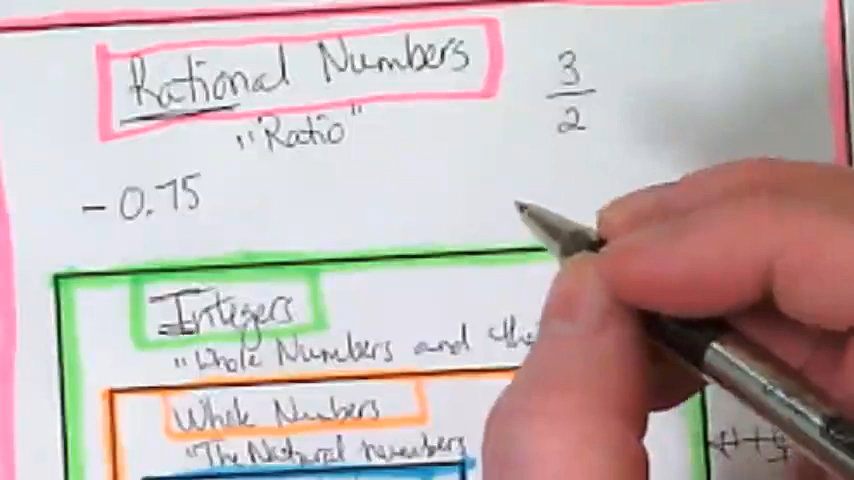 Rational Numbers
"Ratio"
3
2
- 0.75
Integers
"Whole Numbers and the
Whole Numbers
"The Natural numbers